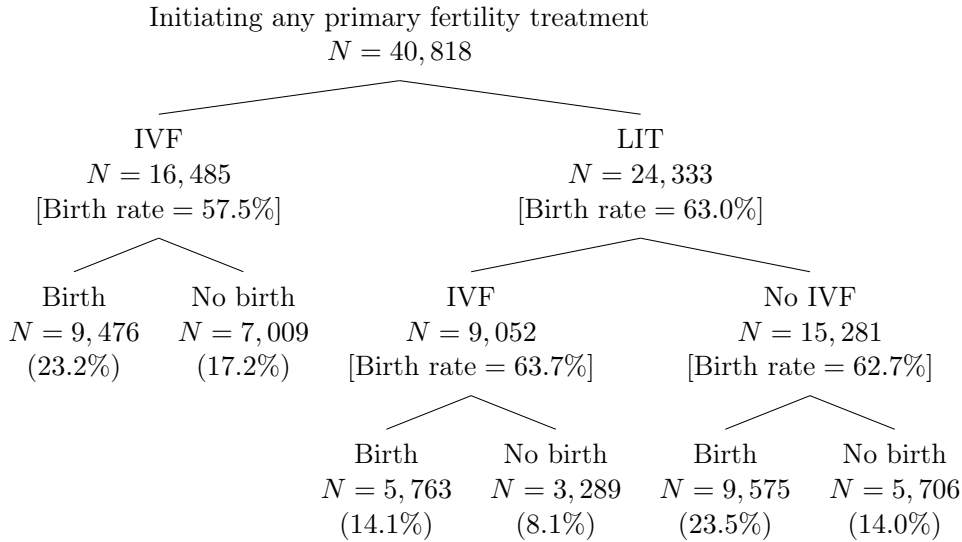 Initiating any primary fertility treatment
N = 40,818
IVF
N = 16,485
[Birth rate = 57.5%]
LIT
N = 24,333
[Birth rate = 63.0%]
Birth
N = 9,476
(23.2%)
No birth
N = 7,009
(17.2%)
IVF
N = 9,052
[Birth rate = 63.7%]
No IVF
N = 15,281
[Birth rate = 62.7%]
Birth
N = 5,763
(14.1%)
No birth
N = 3,289
(8.1%)
Birth
N = 9,575
(23.5%)
No birth
N = 5,706
(14.0%)